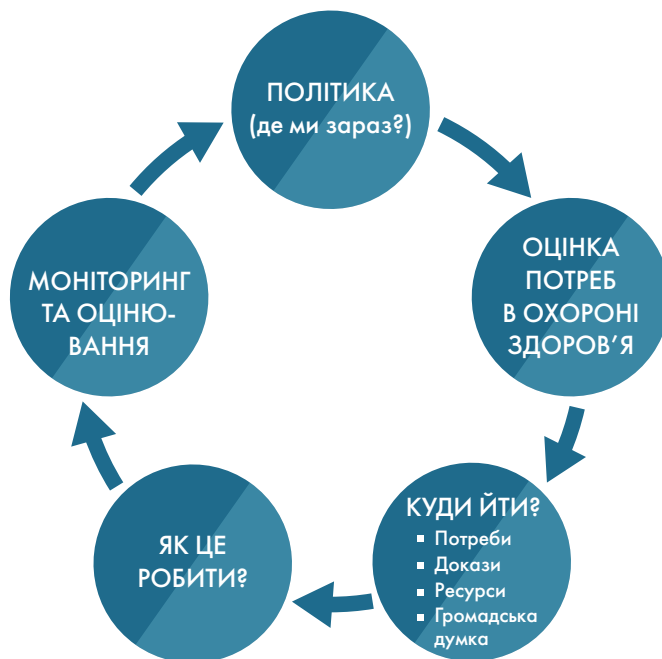 ПОЛІТИКА
(де ми зараз?)
ОЦІНКА
ПОТРЕБ
В ОХОРОНІ
ЗДОРОВ’Я
КУДИ ЙТИ?
▪ Потреби
▪ Докази
▪ Ресурси
▪ Громадська
думка
ЯК ЦЕ
РОБИТИ?
МОНІТОРИНГ
ТА ОЦІНЮ-
ВАННЯ